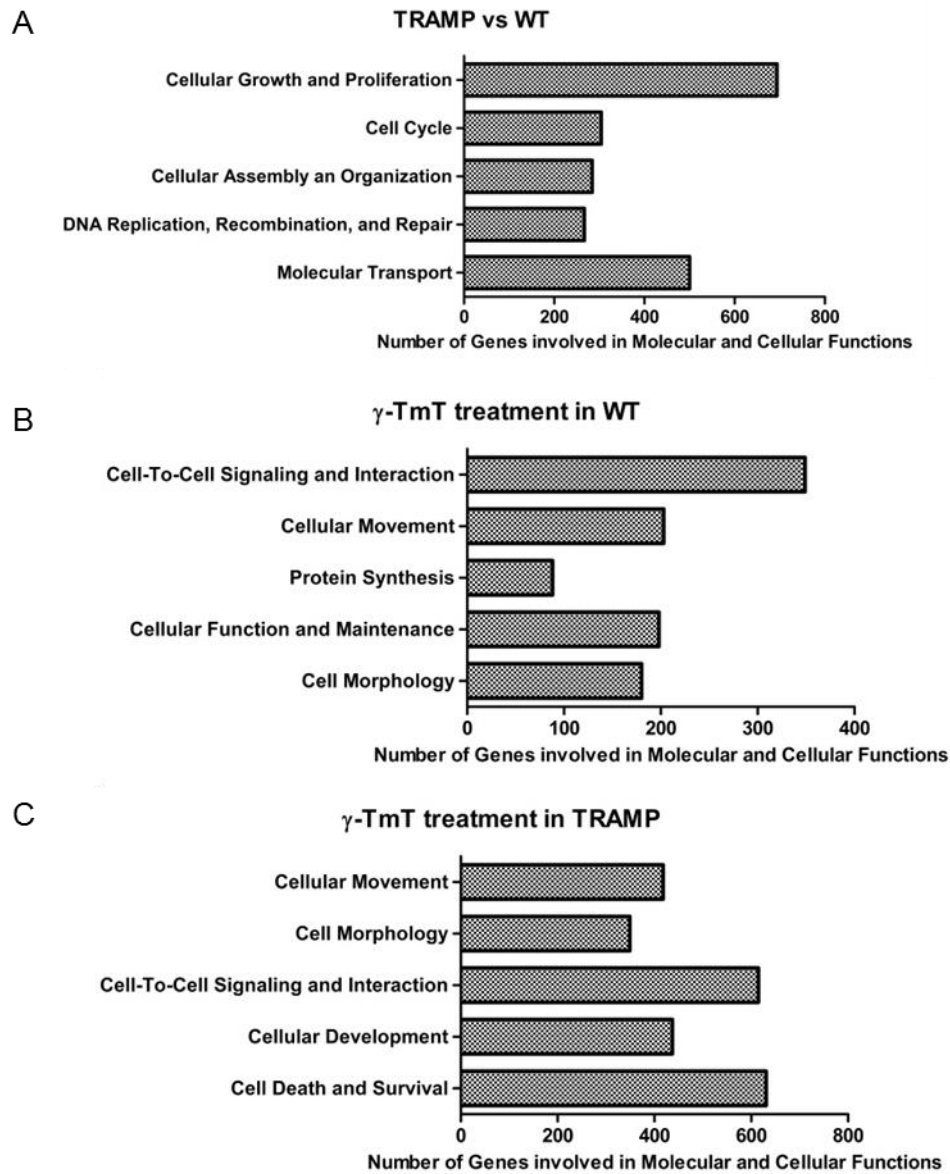 A
TRAMP vs WT
Cellular Growth and Proliferation
Cell Cycle
Cellular Assembly an Organization
DNA Replication, Recombination, and Repair
Molecular Transport
0 200 400 600 800
Number of Genes involved in Molecular and Cellular Functions
B
γ-TmT treatment in WT
Cell-To-Cell Signaling and Interaction
Cellular Movement
Protein Synthesis
Cellular Function and Maintenance
Cell Morphology
0 100 200 300 400
Number of Genes involved in Molecular and Cellular Functions
C
γ-TmT treatment in TRAMP
Cellular Movement
Cell Morphology
Cell-To-Cell Signaling and Interaction
Cellular Development
Cell Death and Survival
0 200 400 600 800
Number of Genes involved in Molecular and Cellular Functions